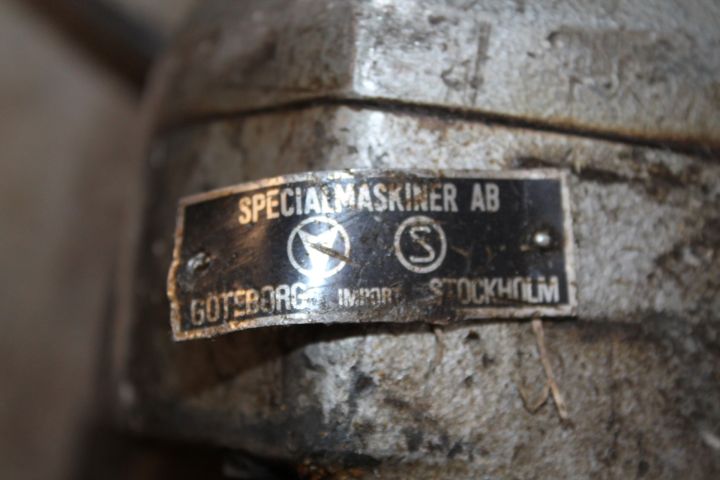 SPECIALMASKINER AB
S
GÖTEBORG IMPORT STOCKHOLM